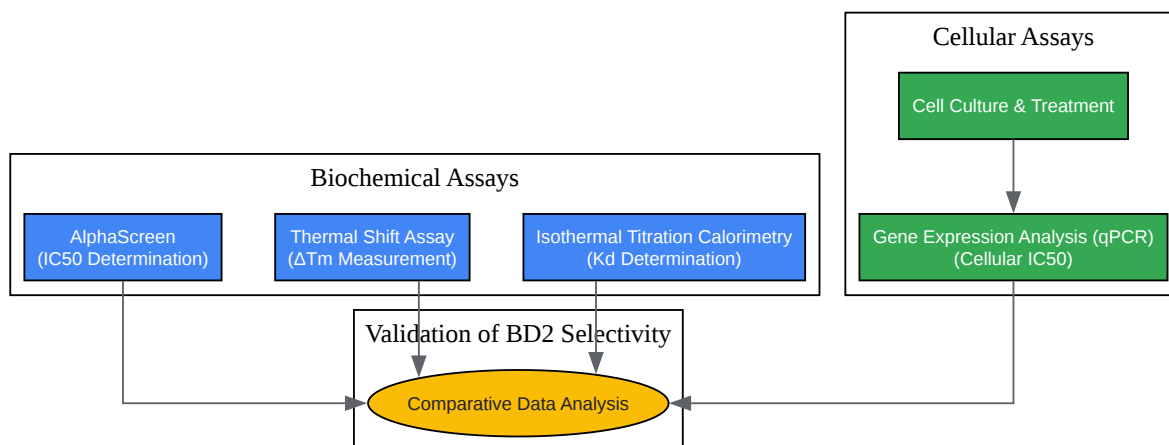 Cellular Assays
Cell Culture & Treatment
Biochemical Assays
AlphaScreen
(IC50 Determination)
Thermal Shift Assay
(ΔTm Measurement)
Isothermal Titration Calorimetry
(Kd Determination)
Gene Expression Analysis (qPCR)
(Cellular IC50)
Validation of BD2 Selectivity
Comparative Data Analysis